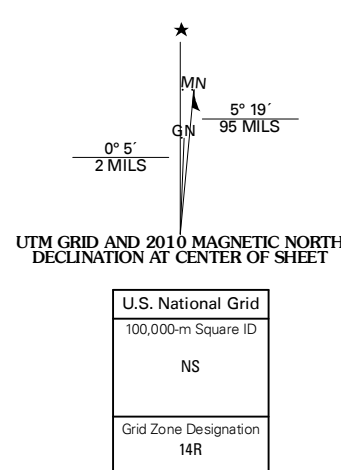 ★
MN
5° 19´
95 MILS
GN
0° 5´
2 MILS
UTM GRID AND 2010 MAGNETIC NORTH
DECLINATION AT CENTER OF SHEET
U.S. National Grid
100,000-m Square ID
NS
Grid Zone Designation
14R